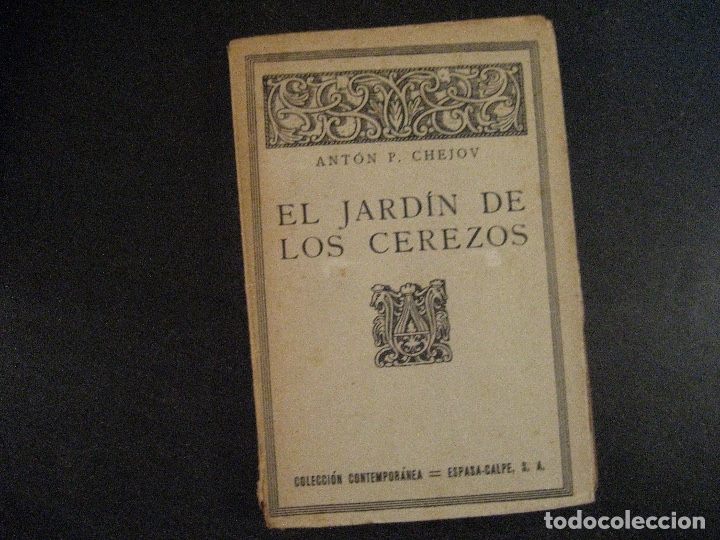 ANTÓN P. CHEJOV
EL JARDÍN DE
LOS CEREZOS
COLECCIÓN CONTEMPORÁNEA = ESPASA-CALPE, S. A.
todocoleccion